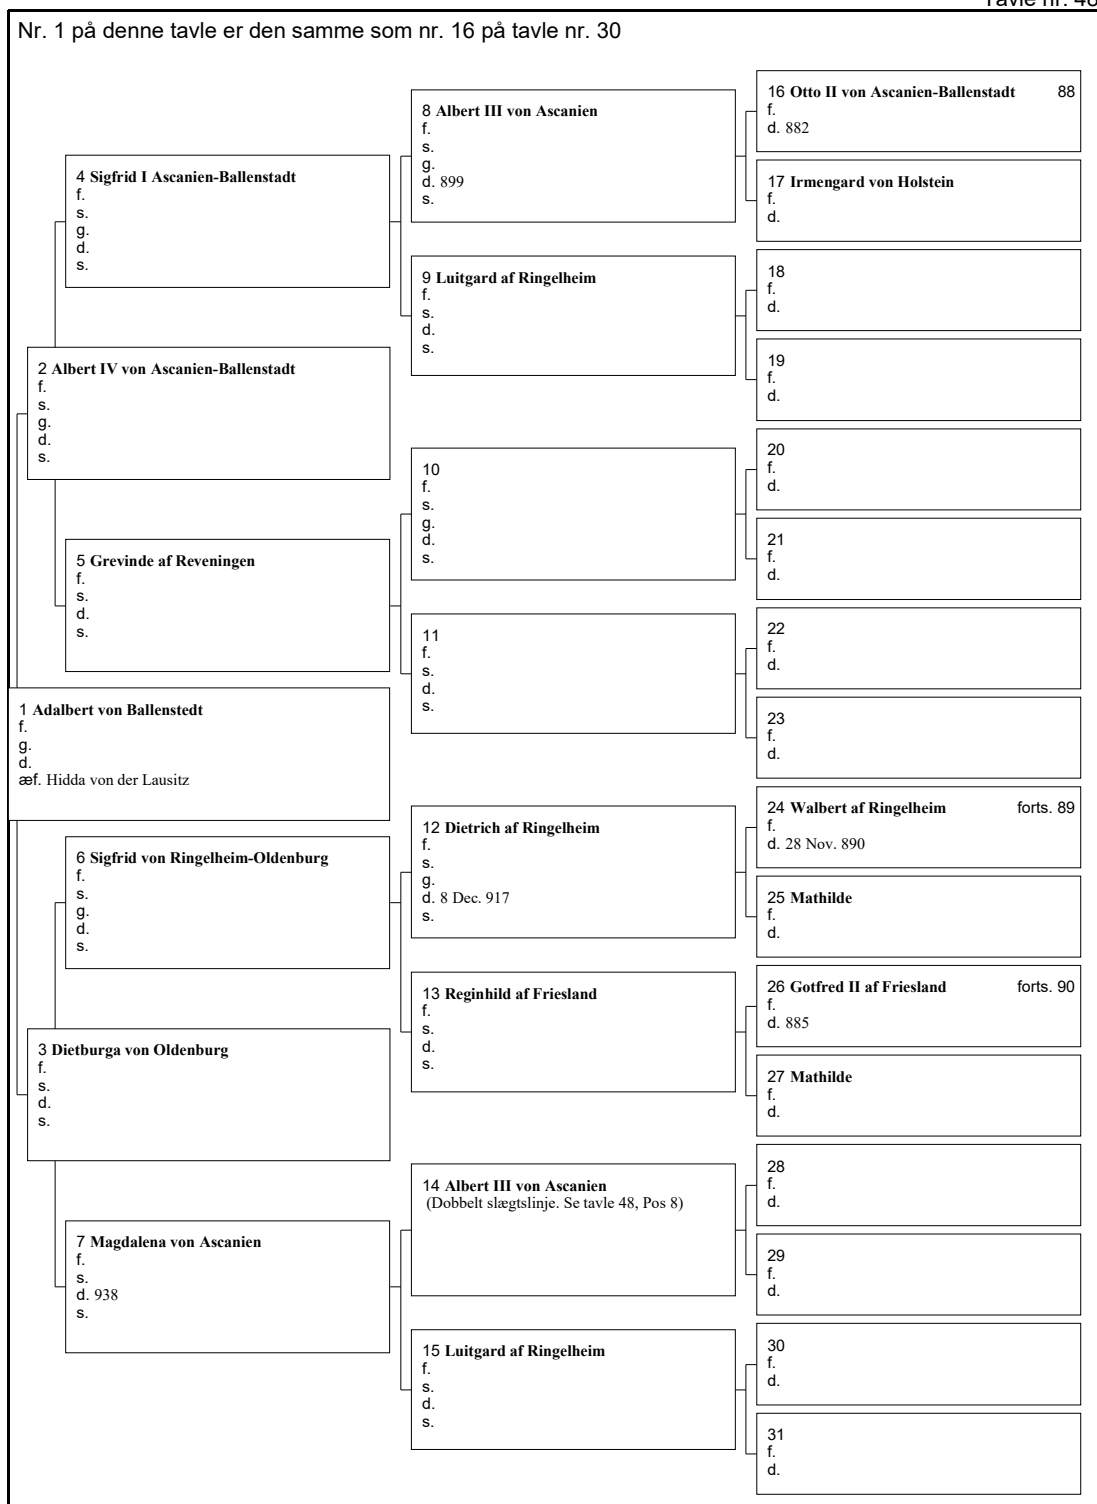 Tavle nr. 48
Nr. 1 på denne tavle er den samme som nr. 16 på tavle nr. 30
16 Otto II von Ascanien-Ballenstadt 88
f.
d. 882
8 Albert III von Ascanien
f.
s.
g.
d. 899
s.
4 Sigfrid I Ascanien-Ballenstadt
f.
s.
g.
d.
s.
17 Irmengard von Holstein
f.
d.
9 Luitgard af Ringelheim
f.
s.
d.
s.
18
f.
d.
19
f.
d.
2 Albert IV von Ascanien-Ballenstadt
f.
s.
g.
d.
s.
20
f.
d.
10
f.
s.
g.
d.
s.
21
f.
d.
5 Grevinde af Reveningen
f.
s.
d.
s.
22
f.
d.
11
f.
s.
d.
s.
23
f.
d.
1 Adalbert von Ballenstedt
f.
g.
d.
æf. Hidda von der Lausitz
24 Walbert af Ringelheim forts. 89
f.
d. 28 Nov. 890
12 Dietrich af Ringelheim
f.
s.
g.
d. 8 Dec. 917
s.
6 Sigfrid von Ringelheim-Oldenburg
f.
s.
g.
d.
s.
25 Mathilde
f.
d.
26 Gotfred II af Friesland forts. 90
f.
d. 885
13 Reginhild af Friesland
f.
s.
d.
s.
3 Dietburga von Oldenburg
f.
s.
d.
s.
27 Mathilde
f.
d.
28
f.
d.
14 Albert III von Ascanien
(Dobbelt slægtslinje. Se tavle 48, Pos 8)
7 Magdalena von Ascanien
f.
s.
d. 938
s.
29
f.
d.
15 Luitgard af Ringelheim
f.
s.
d.
s.
30
f.
d.
31
f.
d.